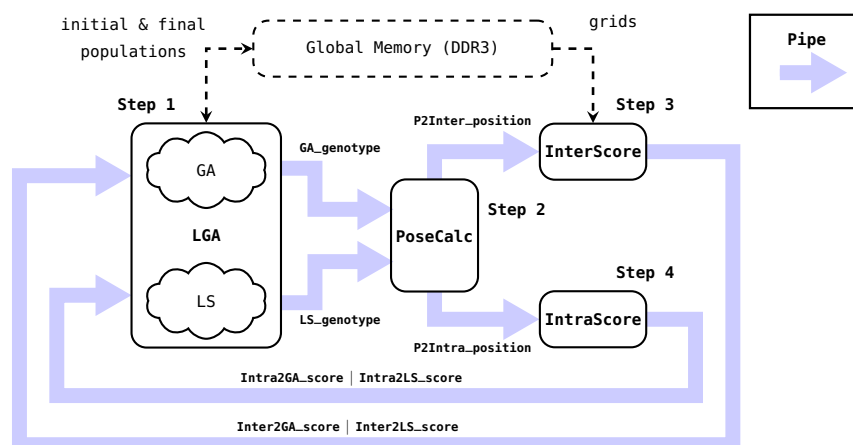 initial & final
populations
Global Memory (DDR3)
grids
Pipe
Step 1
Step 3
GA_genotype
P2Inter_position
GA
InterScore
LGA
PoseCalc
Step 2
LS
LS_genotype
Step 4
IntraScore
P2Intra_position
Intra2GA_score | Intra2LS_score
Inter2GA_score | Inter2LS_score